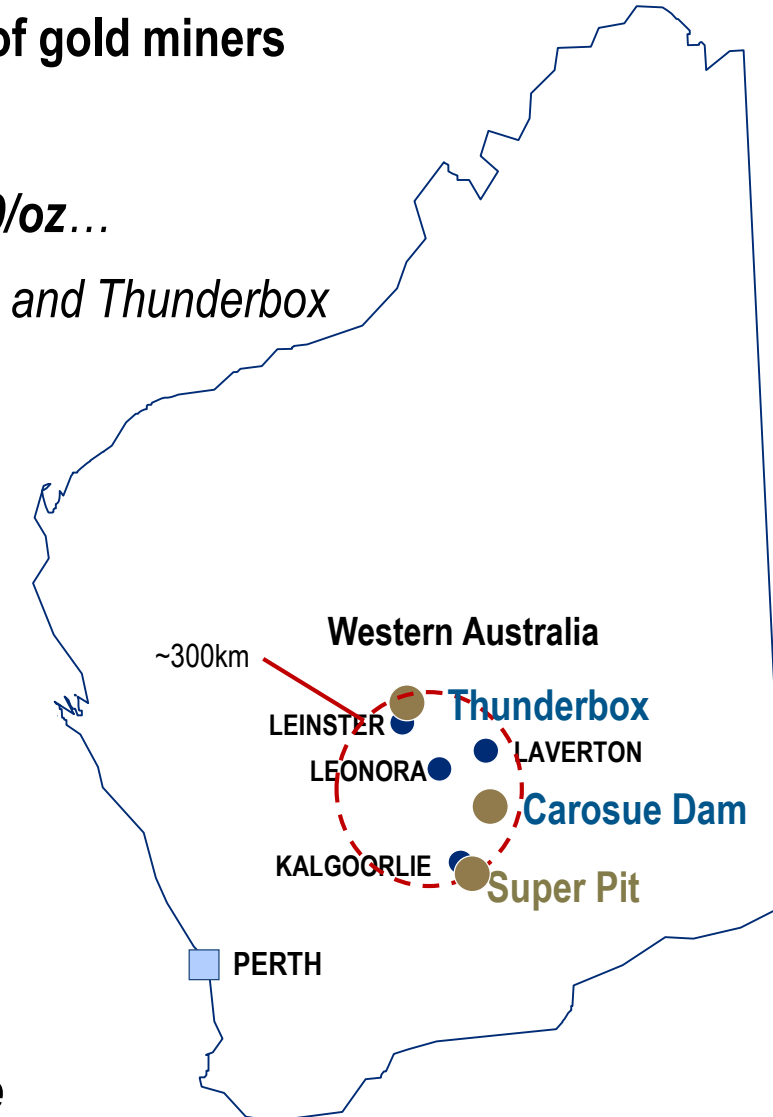 of gold miners
0/oz…
and Thunderbox
Western Australia
~300km
Thunderbox
LEINSTER
LAVERTON
LEONORA
Carosue Dam
KALGOORLIE
Super Pit
PERTH